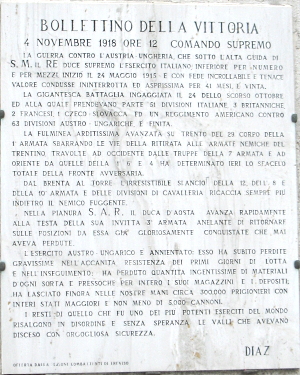 BOLLETTINO DELLA VITTORIA
4 NOVEMBRE 1918 ORE 12 COMANDO SUPREMO
LA GUERRA CONTRO L'AUSTRIA-UNGHERIA, CHE SOTTO L'ALTA GUIDA DI
S. M. IL RE DUCE SUPREMO L'ESERCITO ITALIANO, INFERIORE PER NUMERO
E PER MEZZI, INIZIÒ IL 24 MAGGIO 1915 E CON FEDE INCROLLABILE E TENACE
VALORE CONDUSSE ININTERROTTA ED ASPRISSIMA PER 41 MESI, È VINTA.
LA GIGANTESCA BATTAGLIA INGAGGIATA IL 24 DELLO SCORSO OTTOBRE
ED ALLA QUALE PRENDEVANO PARTE 51 DIVISIONI ITALIANE, 3 BRITANNICHE
2 FRANCESI, 1 CZECO-SLOVACCA ED UN REGGIMENTO AMERICANO CONTRO
63 DIVISIONI AUSTRO UNGARICHE, È FINITA.
LA FULMINEA ARDITISSIMA AVANZATA SU TRENTO DEL 29 CORPO DELLA
1ª ARMATA SBARRANDO LE VIE DELLA RITIRATA ALLE ARMATE NEMICHE DEL
TRENTINO, TRAVOLTE AD OCCIDENTE DALLE TRUPPE DELLA 7ª ARMATA E AD
ORIENTE DA QUELLE DELLA 1ª 6ª E 4ª HA DETERMINATO IERI LO SFACELO
TOTALE DELLA FRONTE AVVERSARIA.
DAL BRENTA AL TORRE L'IRRESISTIBILE SLANCIO DELLA 12, DELL' 8 E
DELLA 10ª ARMATA E DELLE DIVISIONI DI CAVALLERIA, RICACCIA SEMPRE PIÙ
INDIETRO IL NEMICO FUGGENTE.
NELLA PIANURA S. A. R. IL DUCA D'AOSTA AVANZA RAPIDAMENTE
ALLA TESTA DELLA SUA INVITTA 3ª ARMATA ANELANTE DI RITORNARE
SULLE POSIZIONI DA ESSA GIÀ GLORIOSAMENTE CONQUISTATE CHE MAI
AVEVA PERDUTE.
L'ESERCITO AUSTRO UNGARICO È ANNIENTATO: ESSO HA SUBITO PERDITE
GRAVISSIME NELL'ACCANITA RESISTENZA DEI PRIMI GIORNI DI LOTTA
E NELL'INSEGUIMENTO: HA PERDUTO QUANTITÀ INGENTISSIME DI MATERIALI
D'OGNI SORTA E PRESSOCHÉ PER INTERO I SUOI MAGAZZINI E I DEPOSITI,
HA LASCIATO FINORA NELLE NOSTRE MANI CIRCA 300.000 PRIGIONIERI CON
INTERI STATI MAGGIORI E NON MENO DI 5.000 CANNONI.
I RESTI DI QUELLO CHE FU UNO DEI PIÙ POTENTI ESERCITI DEL MONDO
RISALGONO IN DISORDINE E SENZA SPERANZA, LE VALLI CHE AVEVANO
DISCESO CON ORGOGLIOSA SICUREZZA.
DIAZ